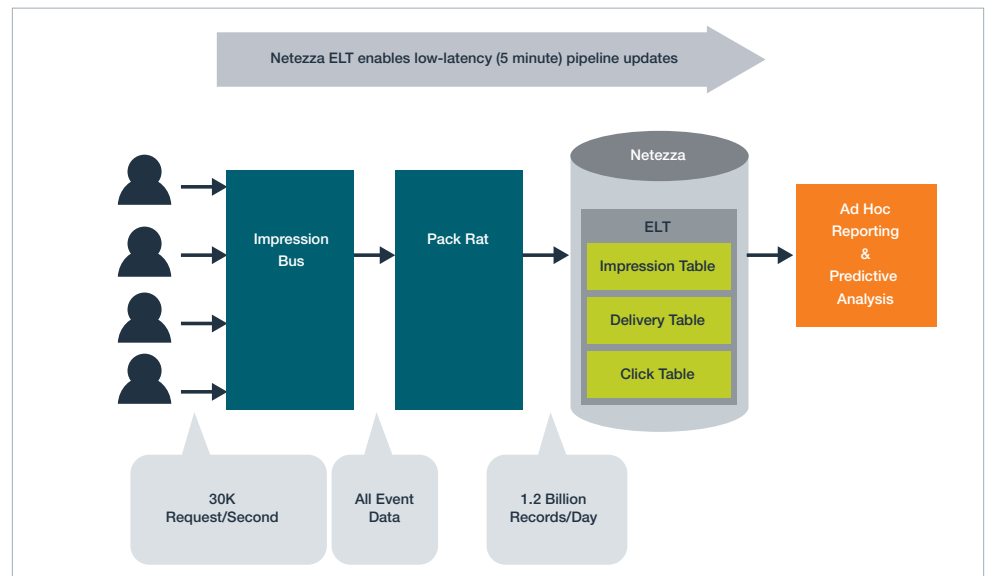 Netezza ELT enables low-latency (5 minute) pipeline updates
Impression
Bus
Pack Rat
Netezza
ELT
Impression Table
Delivery Table
Click Table
Ad Hoc
Reporting
&
Predictive
Analysis
30K
Request/Second
All Event
Data
1.2 Billion
Records/Day